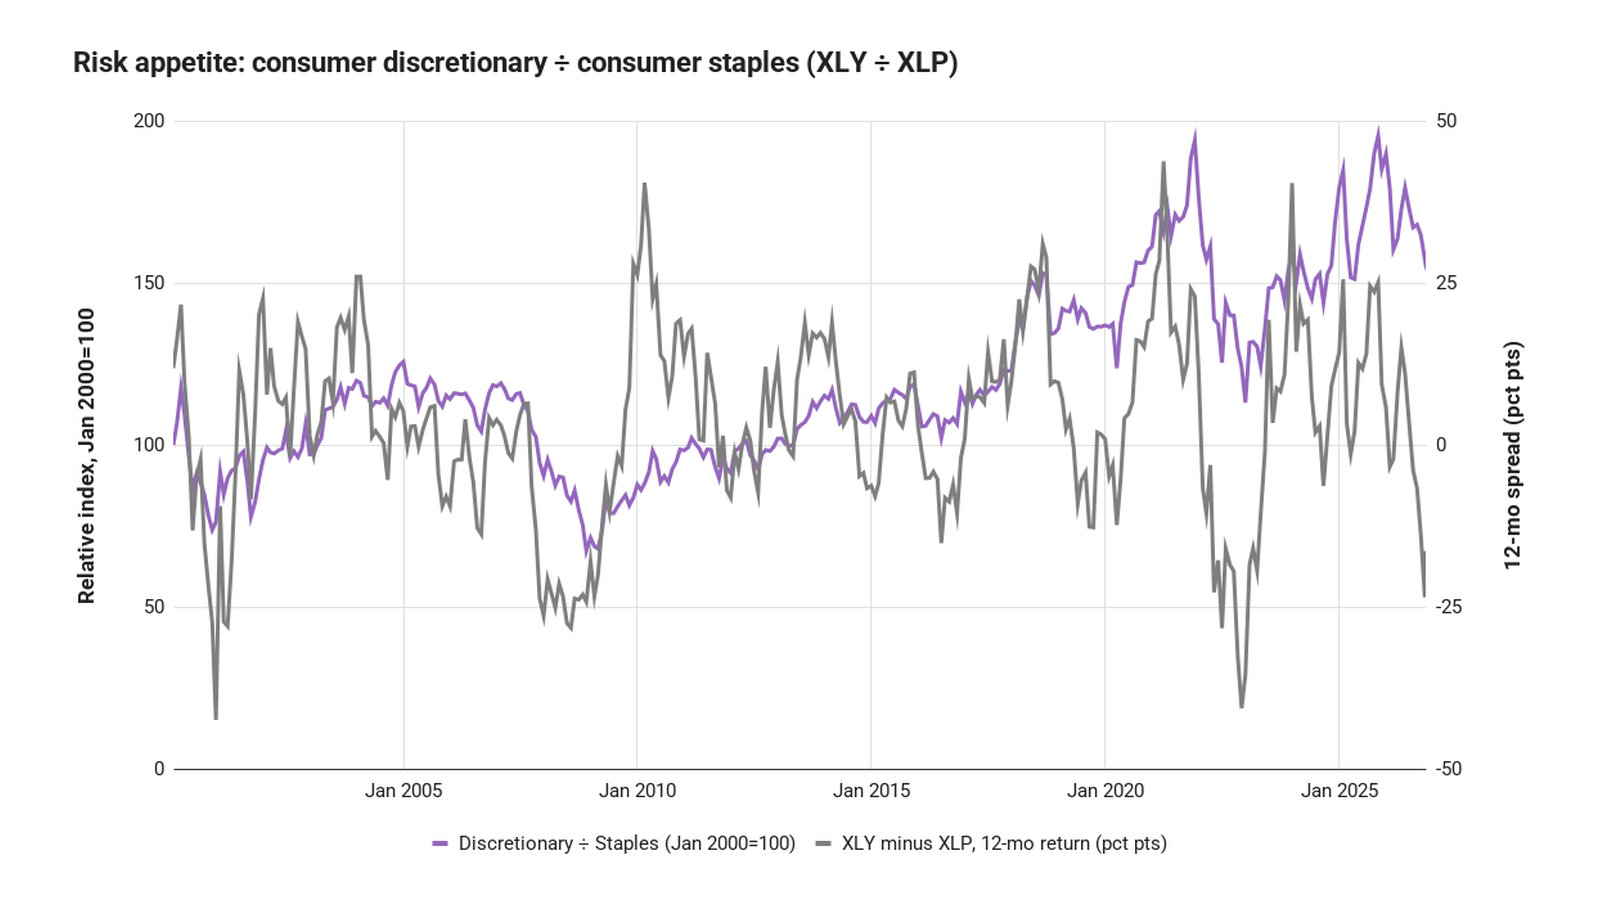 Risk appetite: consumer discretionary ÷ consumer staples (XLY ÷ XLP)
200
150
100
50
0
Relative index, Jan 2000=100
50
25
0
-25
-50
12-mo spread (pct pts)
Jan 2005
Jan 2010
Jan 2015
Jan 2020
Jan 2025
Discretionary ÷ Staples (Jan 2000=100)
XLY minus XLP, 12-mo return (pct pts)